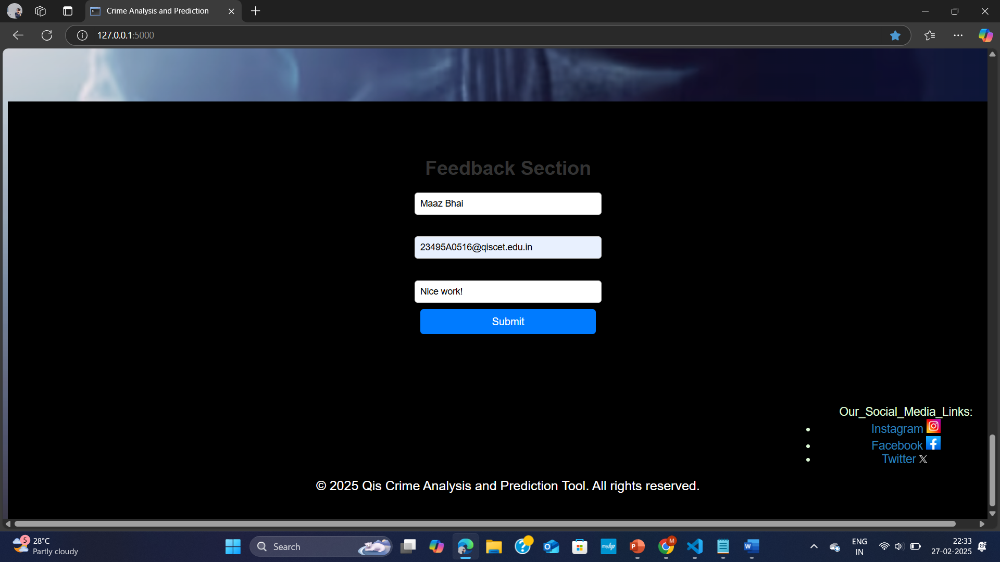 Crime Analysis and Prediction
127.0.0.1:5000
Feedback Section
Maaz Bhai
23495A0516@qiscet.edu.in
Nice work!
Submit
Our_Social_Media_Links:
Instagram
Facebook
Twitter
© 2025 Qis Crime Analysis and Prediction Tool. All rights reserved.
5
28°C
Partly cloudy
Search
myhp
M
ENG
IN
22:33
27-02-2025